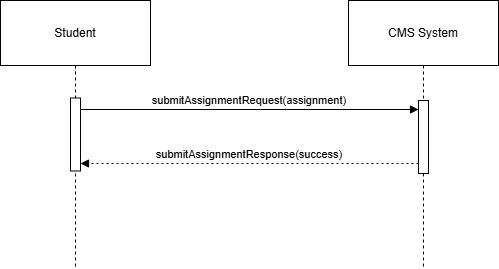 Student
CMS System
submitAssignmentRequest(assignment)
submitAssignmentResponse(success)